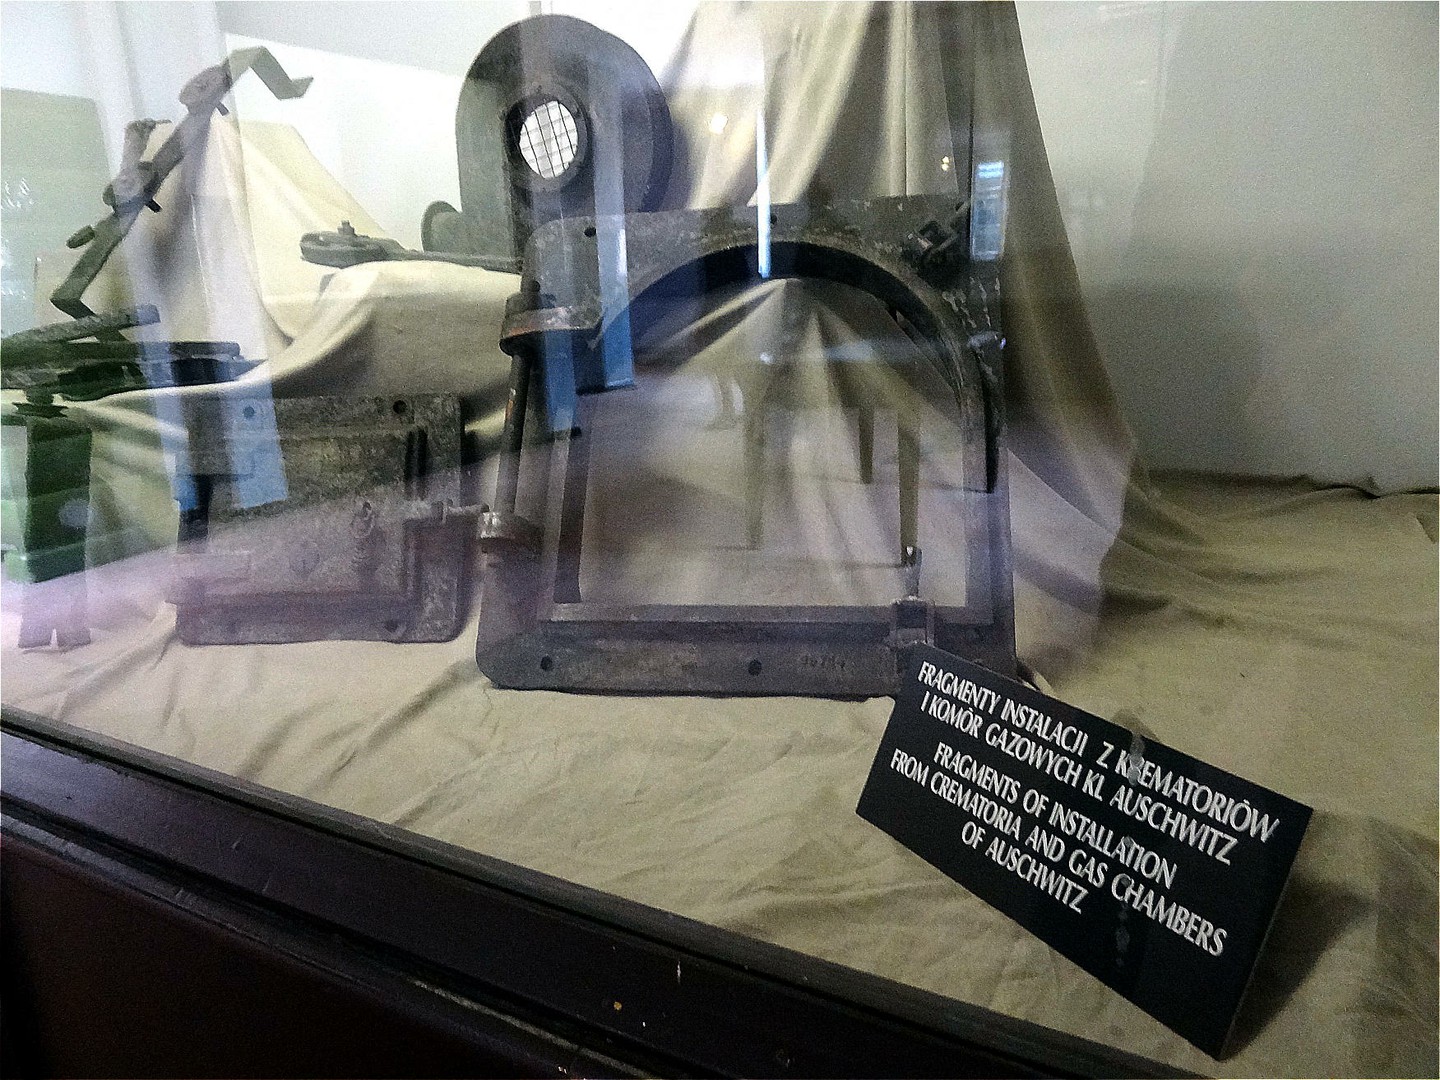 FRAGMENTY INSTALACJI Z KREMATORIÓW
I KOMÓR GAZOWYCH KL AUSCHWITZ
FRAGMENTS OF INSTALLATION
FROM CREMATORIA AND GAS CHAMBERS
OF AUSCHWITZ